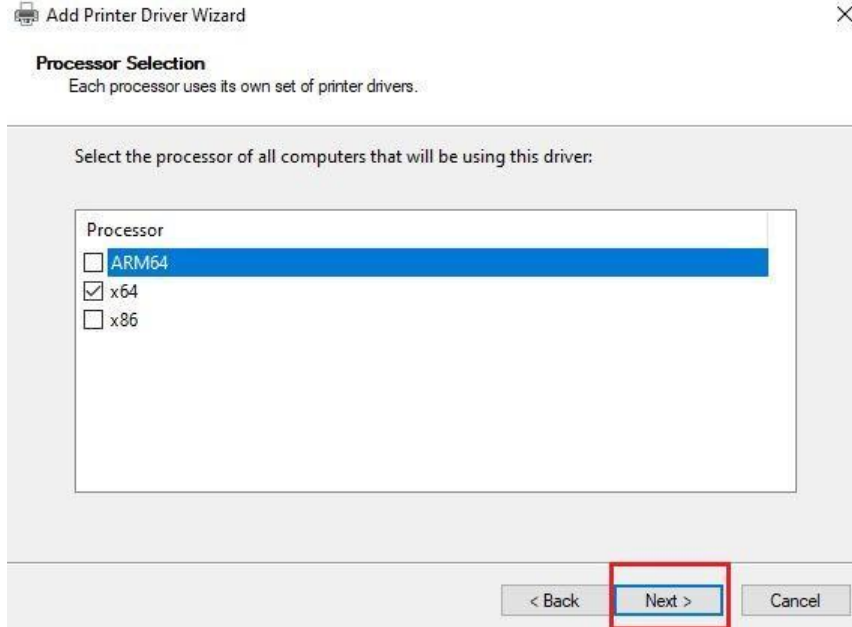 Add Printer Driver Wizard
Processor Selection
Each processor uses its own set of printer drivers.
Select the processor of all computers that will be using this driver:
Processor
ARM64
x64
x86
< Back Next > Cancel